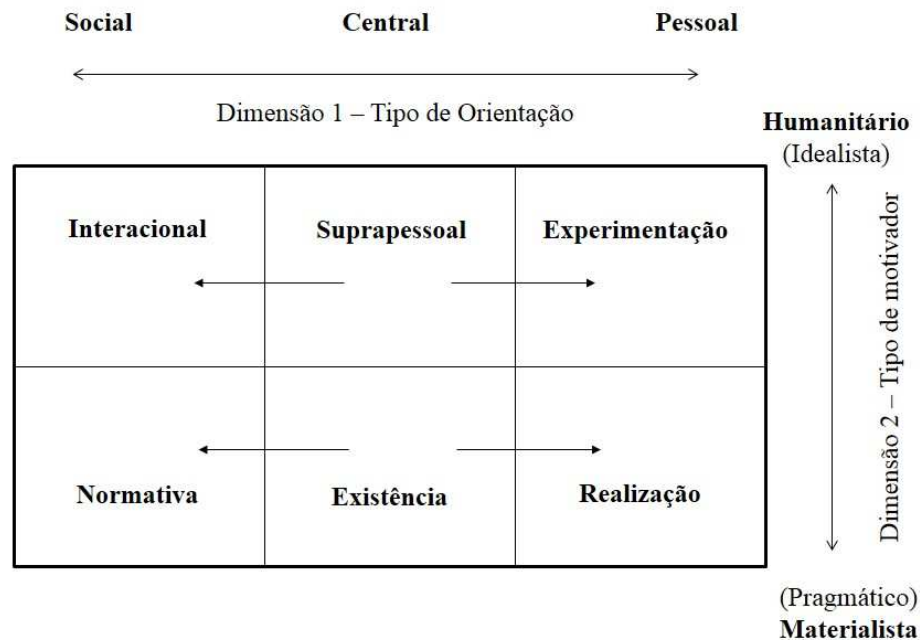 Social Central Pessoal
Dimensão 1 – Tipo de Orientação
Humanitário
(Idealista)
Interacional Suprapessoal Experimentação
Dimensão 2 – Tipo de motivador
Normativa Existência Realização
(Pragmático)
Materialista